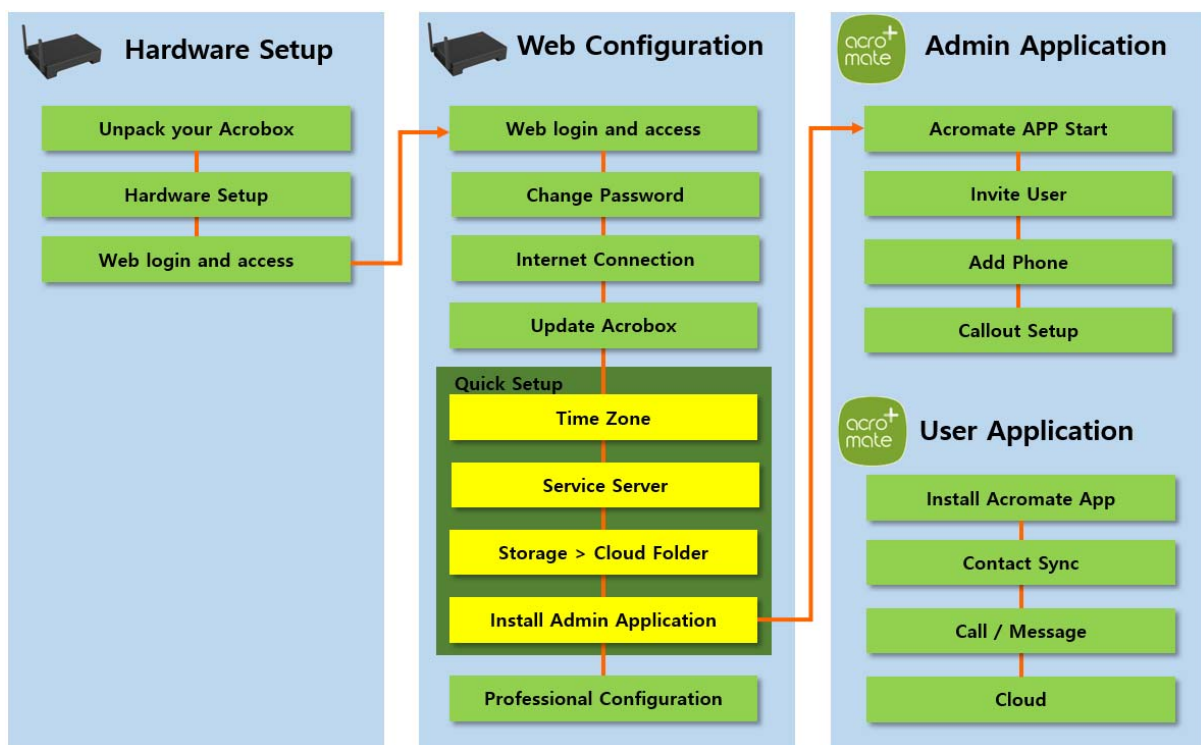 Hardware Setup
Unpack your Acrobox
Hardware Setup
Web login and access
Web Configuration
Web login and access
Change Password
Internet Connection
Update Acrobox
Quick Setup
Time Zone
Service Server
Storage > Cloud Folder
Install Admin Application
Professional Configuration
acro+
mate
Admin Application
Acromate APP Start
Invite User
Add Phone
Callout Setup
acro+
mate
User Application
Install Acromate App
Contact Sync
Call / Message
Cloud